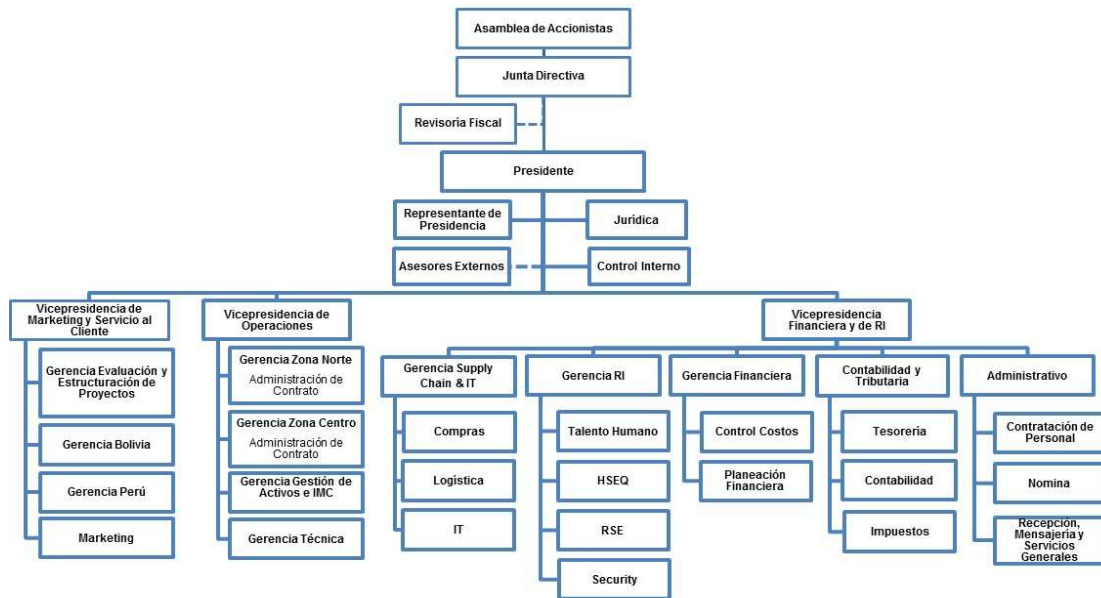 Asamblea de Accionistas
Junta Directiva
Revisoría Fiscal
Presidente
Representante de
Presidencia
Jurídica
Asesores Externos
Control Interno
Vicepresidencia de
Marketing y Servicio al
Cliente
Vicepresidencia de
Operaciones
Vicepresidencia
Financiera y de RI
Gerencia Evaluación y
Estructuración de
Proyectos
Gerencia Bolivia
Gerencia Perú
Marketing
Gerencia Zona Norte
Administración de
Contrato
Gerencia Zona Centro
Administración de
Contrato
Gerencia Gestión de
Activos e IMC
Gerencia Técnica
Gerencia Supply
Chain & IT
Compras
Logística
IT
Gerencia RI
Talento Humano
HSEQ
RSE
Security
Gerencia Financiera
Control Costos
Planeación
Financiera
Contabilidad y
Tributaria
Tesorería
Contabilidad
Impuestos
Administrativo
Contratación de
Personal
Nomina
Recepción,
Mensajería y
Servicios
Generales